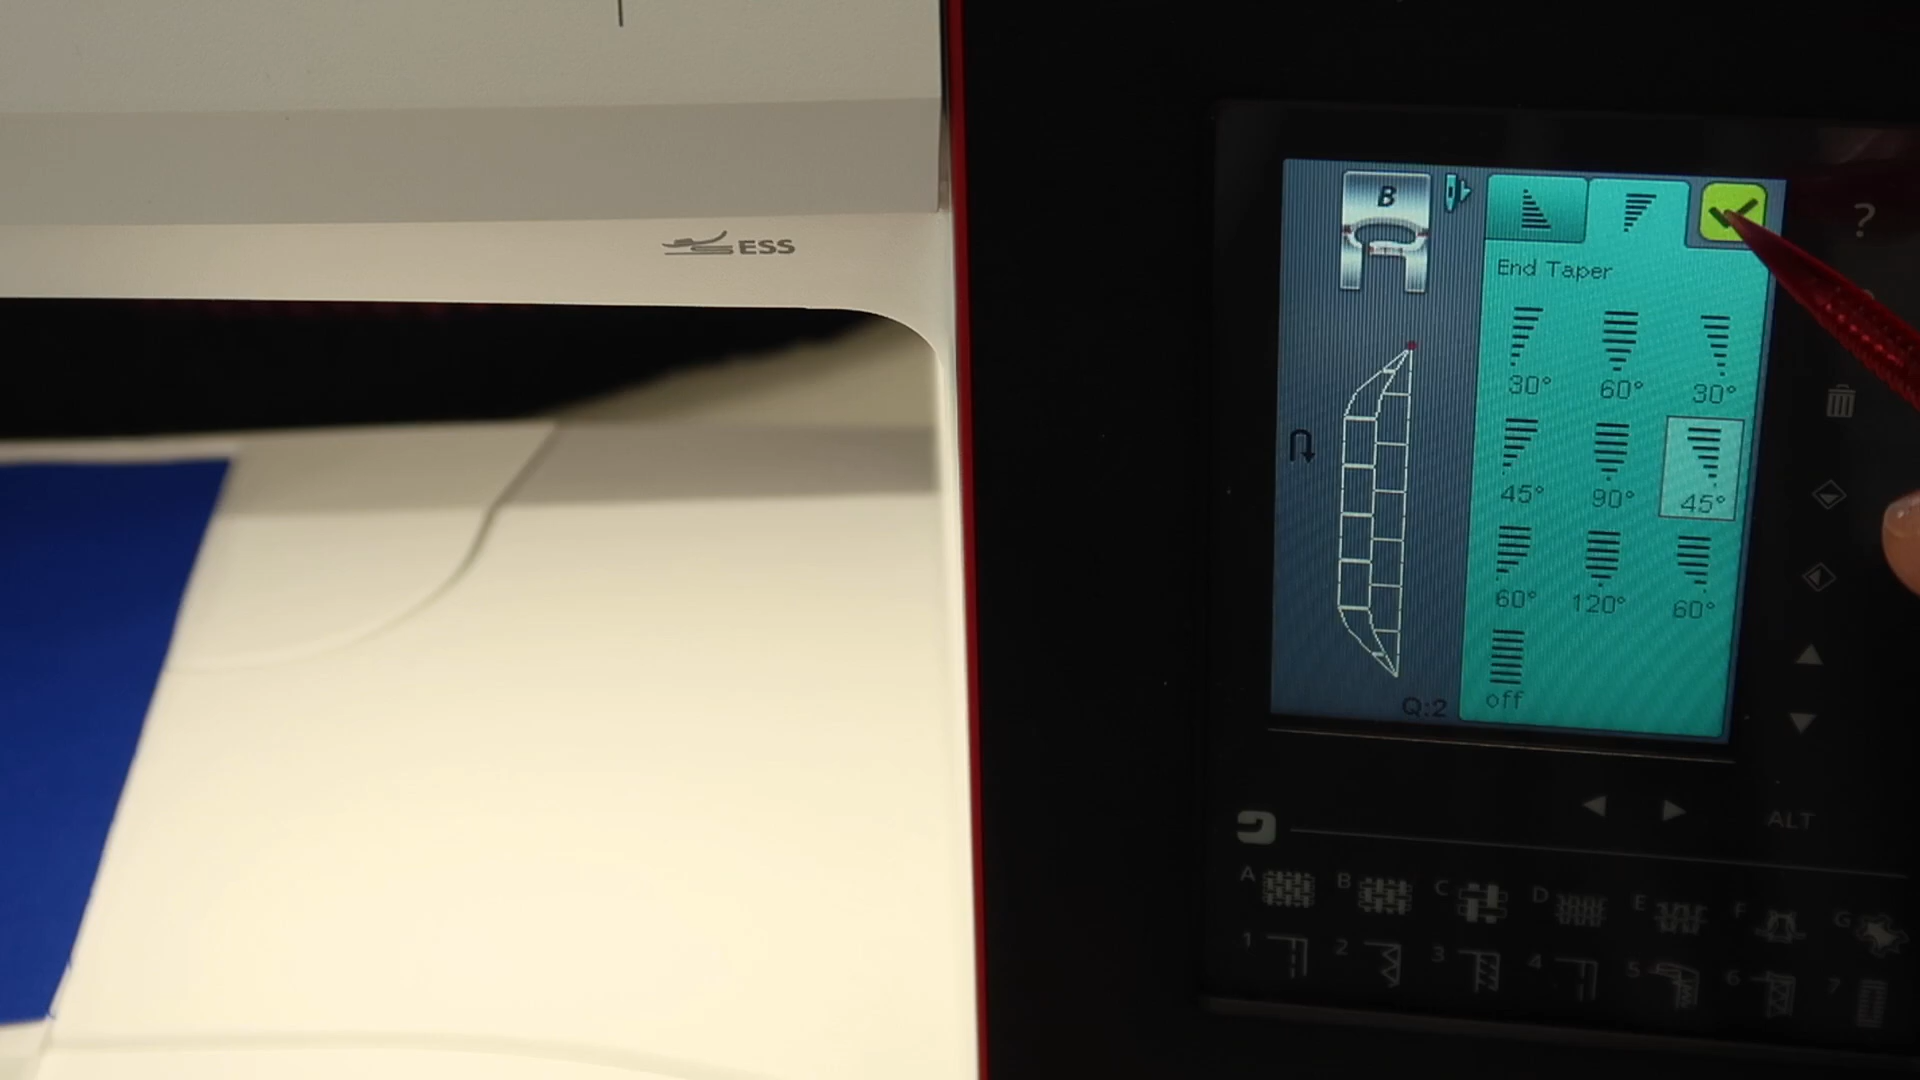 ESS
B
?
End Taper
30° 60° 30°
45° 90° 45°
60° 120° 60°
off
Q:2
ALT
A B C D E F G
1 2 3 4 5 6 7